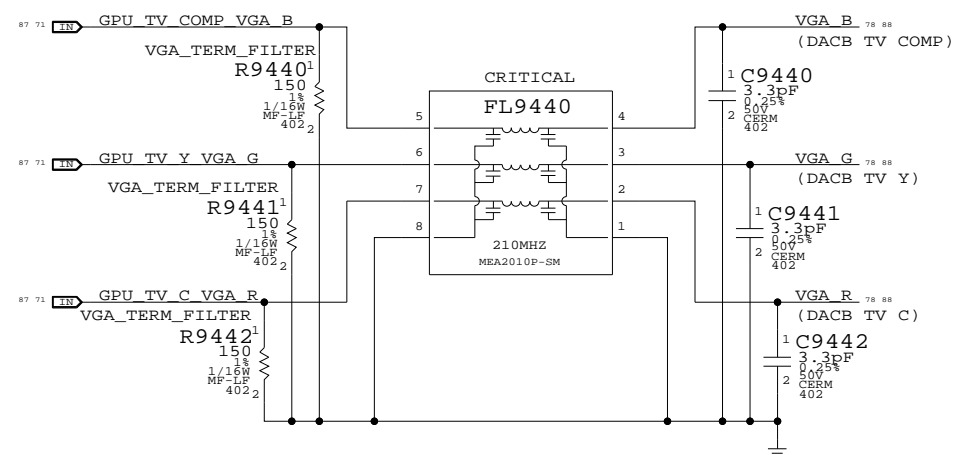 87 71 IN GPU_TV_COMP_VGA_B
VGA_TERM_FILTER
R9440 1
150
1%
1/16W
MF-LF
402 2
VGA_B 78 88
(DACB TV COMP)
1 C9440
3.3pF
0.25%
50V
2 CERM
402
CRITICAL
FL9440
5
4
6
3
7
2
8
1
210MHZ
MEA2010P-SM
87 71 IN GPU_TV_Y_VGA_G
VGA_TERM_FILTER
R9441 1
150
1%
1/16W
MF-LF
402 2
VGA_G 78 88
(DACB TV Y)
1 C9441
3.3pF
0.25%
50V
2 CERM
402
87 71 IN GPU_TV_C_VGA_R
VGA_TERM_FILTER
R9442 1
150
1%
1/16W
MF-LF
402 2
VGA_R 78 88
(DACB TV C)
1 C9442
3.3pF
0.25%
50V
2 CERM
402